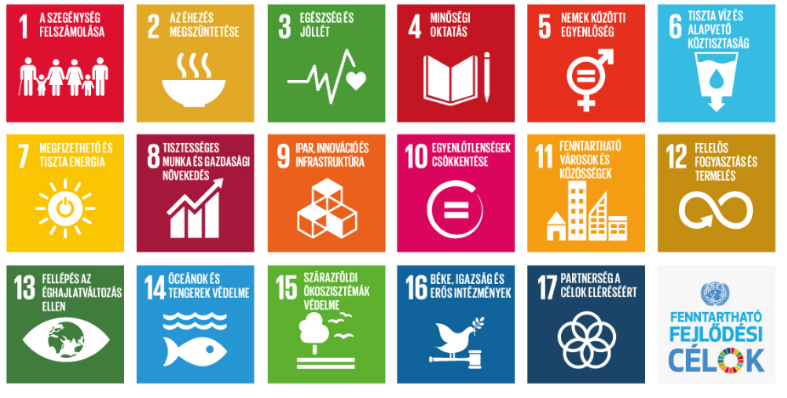 1 A SZEGÉNYSÉG
FELSZÁMOLÁSA
2 AZ ÉHEZÉS
MEGSZÜNTETÉSE
3 EGÉSZSÉG ÉS
JÓLLÉT
4 MINŐSÉGI
OKTATÁS
5 NEMEK KÖZÖTTI
EGYENLŐSÉG
6 TISZTA VÍZ ÉS
ALAPVETŐ
KÖZTISZTASÁG
7 MEGFIZETHETŐ ÉS
TISZTA ENERGIA
8 TISZTESSÉGES
MUNKA ÉS GAZDASÁGI
NÖVEKEDÉS
9 IPAR, INNOVÁCIÓ ÉS
INFRASTRUKTÚRA
10 EGYENLŐTLENSÉGEK
CSÖKKENTÉSE
11 FENNTARTHATÓ
VÁROSOK ÉS
KÖZÖSSÉGEK
12 FELELŐS
FOGYASZTÁS ÉS
TERMELÉS
13 FELLÉPÉS AZ
ÉGHAJLATVÁLTOZÁS
ELLEN
14 ÓCEÁNOK ÉS
TENGEREK VÉDELME
15 SZÁRAZFÖLDI
ÖKOSZISZTÉMÁK
VÉDELME
16 BÉKE, IGAZSÁG ÉS
ERŐS INTÉZMÉNYEK
17 PARTNERSÉG A
CÉLOK ELÉRÉSÉÉRT
FENNTARTHATÓ
FEJLŐDÉSI
CÉLOK